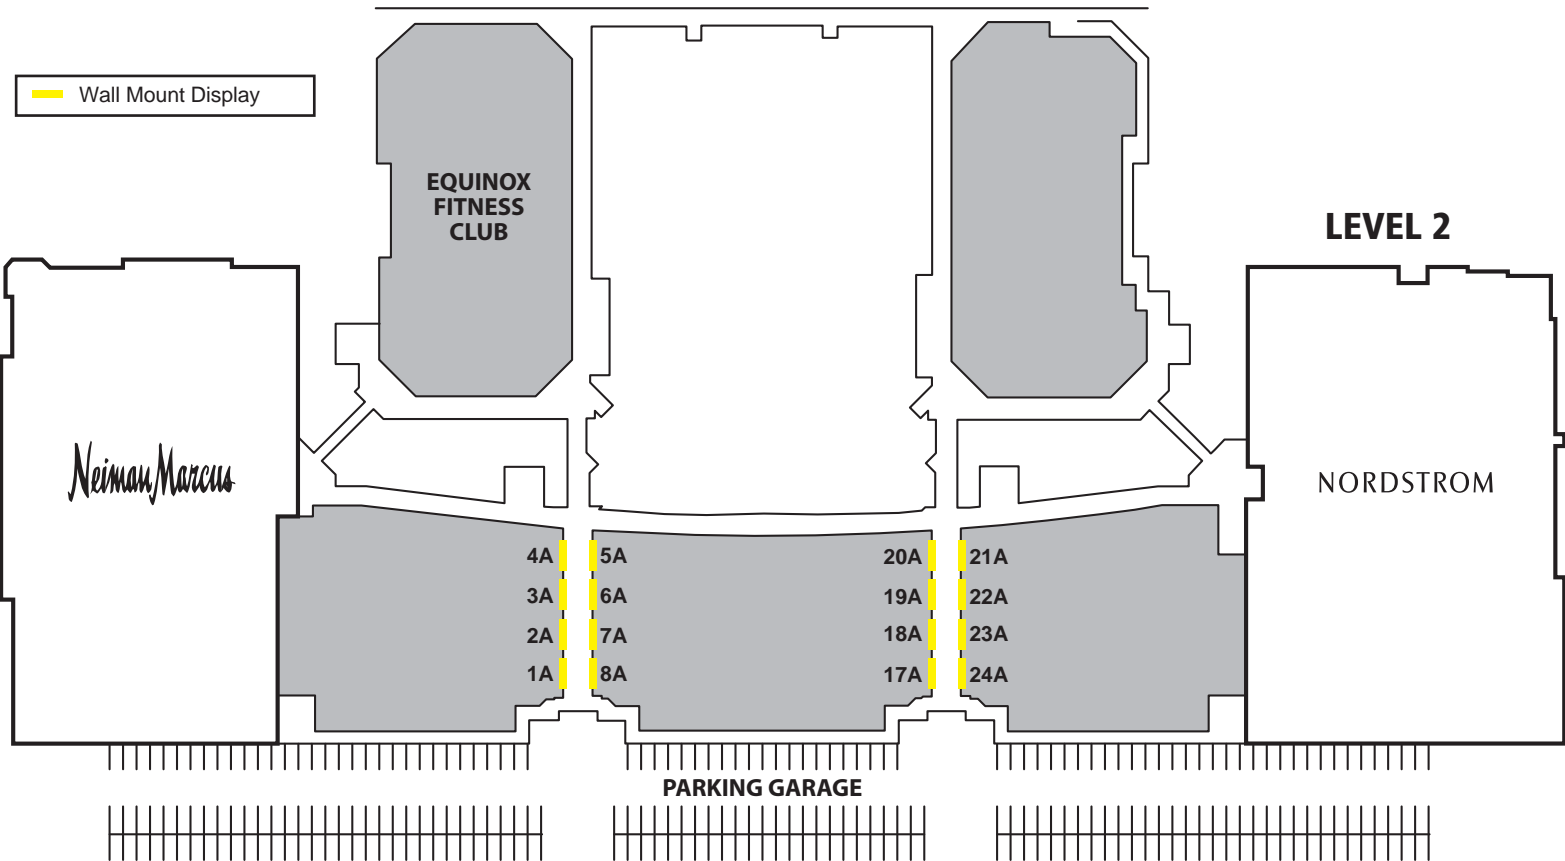 Wall Mount Display
EQUINOX
FITNESS
CLUB
LEVEL 2
Neiman Marcus
NORDSTROM
4A 5A 20A 21A
3A 6A 19A 22A
2A 7A 18A 23A
1A 8A 17A 24A
PARKING GARAGE